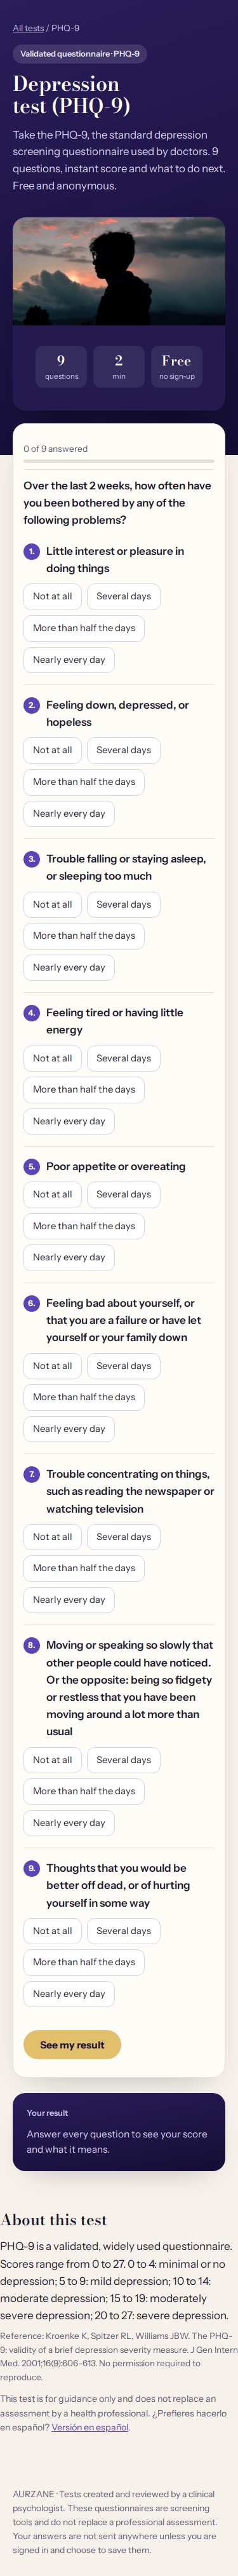 All tests / PHQ-9
Validated questionnaire · PHQ-9
Depression
test (PHQ-9)
Take the PHQ-9, the standard depression
screening questionnaire used by doctors. 9
questions, instant score and what to do next.
Free and anonymous.
9 2 Free
questions min no sign-up
0 of 9 answered
Over the last 2 weeks, how often have
you been bothered by any of the
following problems?
1. Little interest or pleasure in
doing things
Not at all Several days
More than half the days
Nearly every day
2. Feeling down, depressed, or
hopeless
Not at all Several days
More than half the days
Nearly every day
3. Trouble falling or staying asleep,
or sleeping too much
Not at all Several days
More than half the days
Nearly every day
4. Feeling tired or having little
energy
Not at all Several days
More than half the days
Nearly every day
5. Poor appetite or overeating
Not at all Several days
More than half the days
Nearly every day
6. Feeling bad about yourself, or
that you are a failure or have let
yourself or your family down
Not at all Several days
More than half the days
Nearly every day
7. Trouble concentrating on things,
such as reading the newspaper or
watching television
Not at all Several days
More than half the days
Nearly every day
8. Moving or speaking so slowly that
other people could have noticed.
Or the opposite: being so fidgety
or restless that you have been
moving around a lot more than
usual
Not at all Several days
More than half the days
Nearly every day
9. Thoughts that you would be
better off dead, or of hurting
yourself in some way
Not at all Several days
More than half the days
Nearly every day
See my result
Your result
Answer every question to see your score
and what it means.
About this test
PHQ-9 is a validated, widely used questionnaire.
Scores range from 0 to 27. 0 to 4: minimal or no
depression; 5 to 9: mild depression; 10 to 14:
moderate depression; 15 to 19: moderately
severe depression; 20 to 27: severe depression.
Reference: Kroenke K, Spitzer RL, Williams JBW. The PHQ-
9: validity of a brief depression severity measure. J Gen Intern
Med. 2001;16(9):606-613. No permission required to
reproduce.
This test is for guidance only and does not replace an
assessment by a health professional. ¿Prefieres hacerlo
en español? Versión en español.
AURZANE · Tests created and reviewed by a clinical
psychologist. These questionnaires are screening
tools and do not replace a professional assessment.
Your answers are not sent anywhere unless you are
signed in and choose to save them.